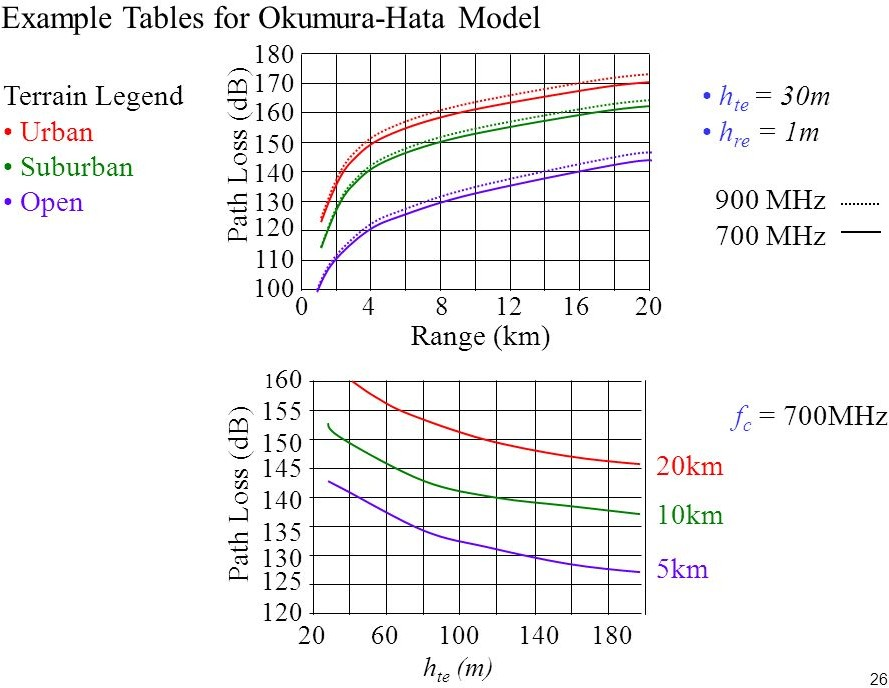 Example Tables for Okumura-Hata Model
Terrain Legend
• Urban
• Suburban
• Open
Path Loss (dB)
180
170
160
150
140
130
120
110
100
0 4 8 12 16 20
Range (km)
• hte = 30m
• hre = 1m
900 MHz
700 MHz
Path Loss (dB)
160
155
150
145
140
135
130
125
120
20 60 100 140 180
hte (m)
fc = 700MHz
20km
10km
5km
26